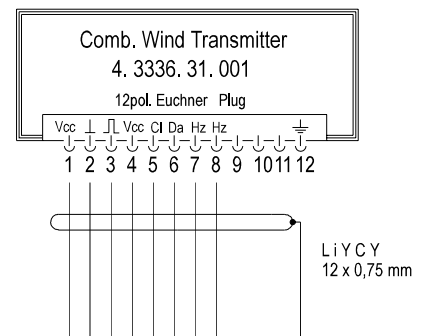 Comb. Wind Transmitter
4. 3336. 31. 001
12pol. Euchner Plug
Vcc ⊥ ⎍ Vcc Cl Da Hz Hz ⏚
1 2 3 4 5 6 7 8 9 10 11 12
LiYCY
12 x 0,75 mm